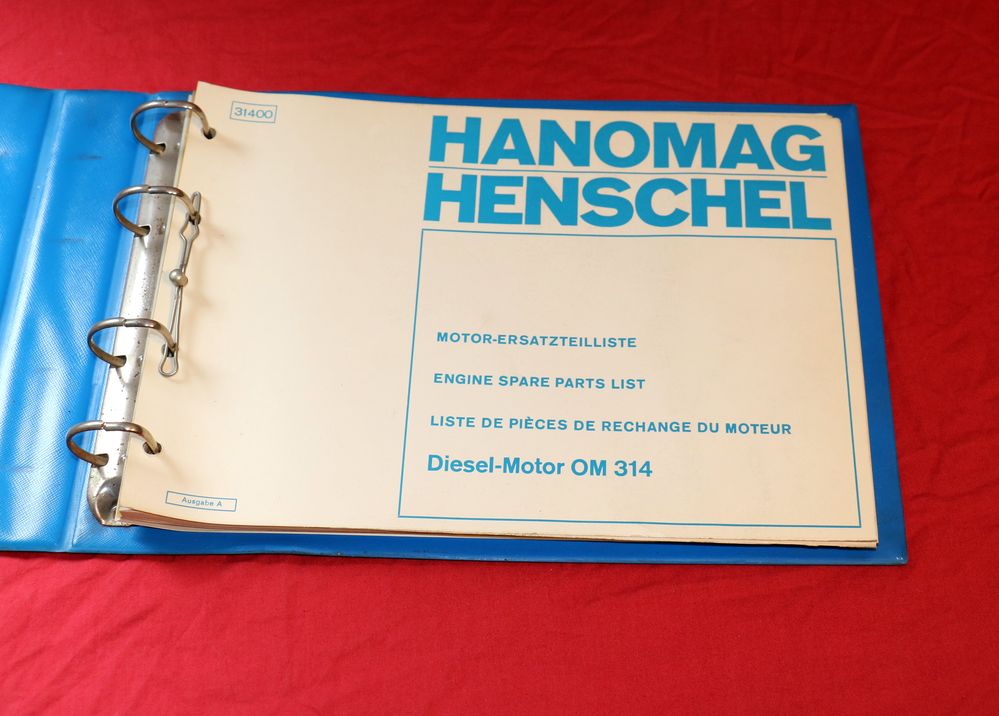 31400
HANOMAG
HENSCHEL
MOTOR-ERSATZTEILLISTE
ENGINE SPARE PARTS LIST
LISTE DE PIÈCES DE RECHANGE DU MOTEUR
Diesel-Motor OM 314
Ausgabe A